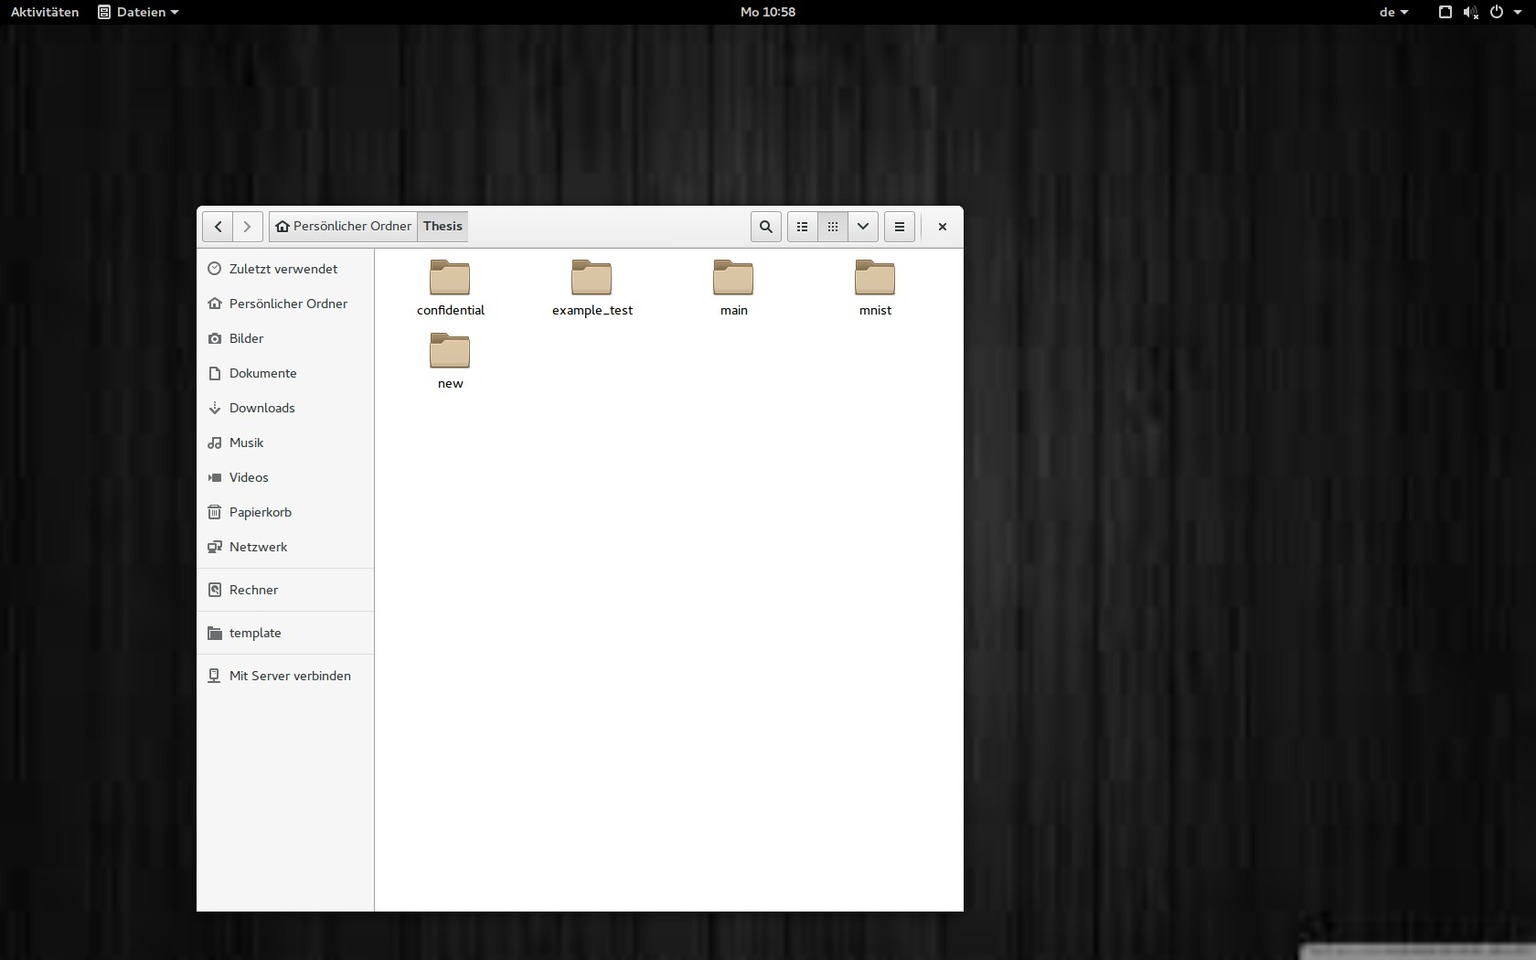 Aktivitäten Dateien Mo 10:58 de
Persönlicher Ordner Thesis
Zuletzt verwendet
Persönlicher Ordner
Bilder
Dokumente
Downloads
Musik
Videos
Papierkorb
Netzwerk
Rechner
template
Mit Server verbinden
confidential example_test main mnist
new